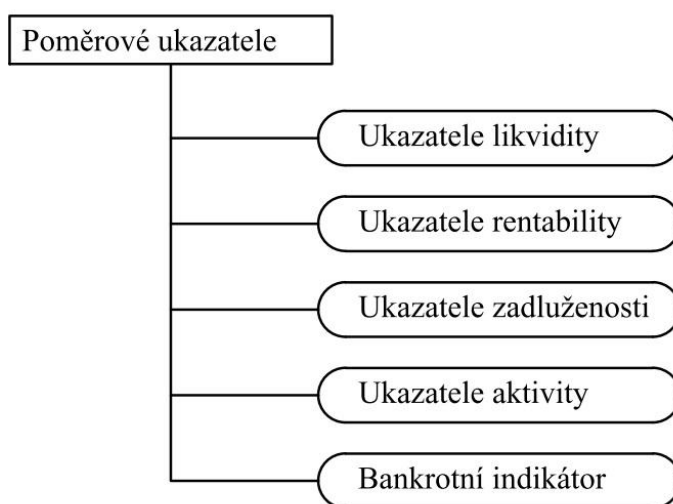 Poměrové ukazatele
Ukazatele likvidity
Ukazatele rentability
Ukazatele zadluženosti
Ukazatele aktivity
Bankrotní indikátor